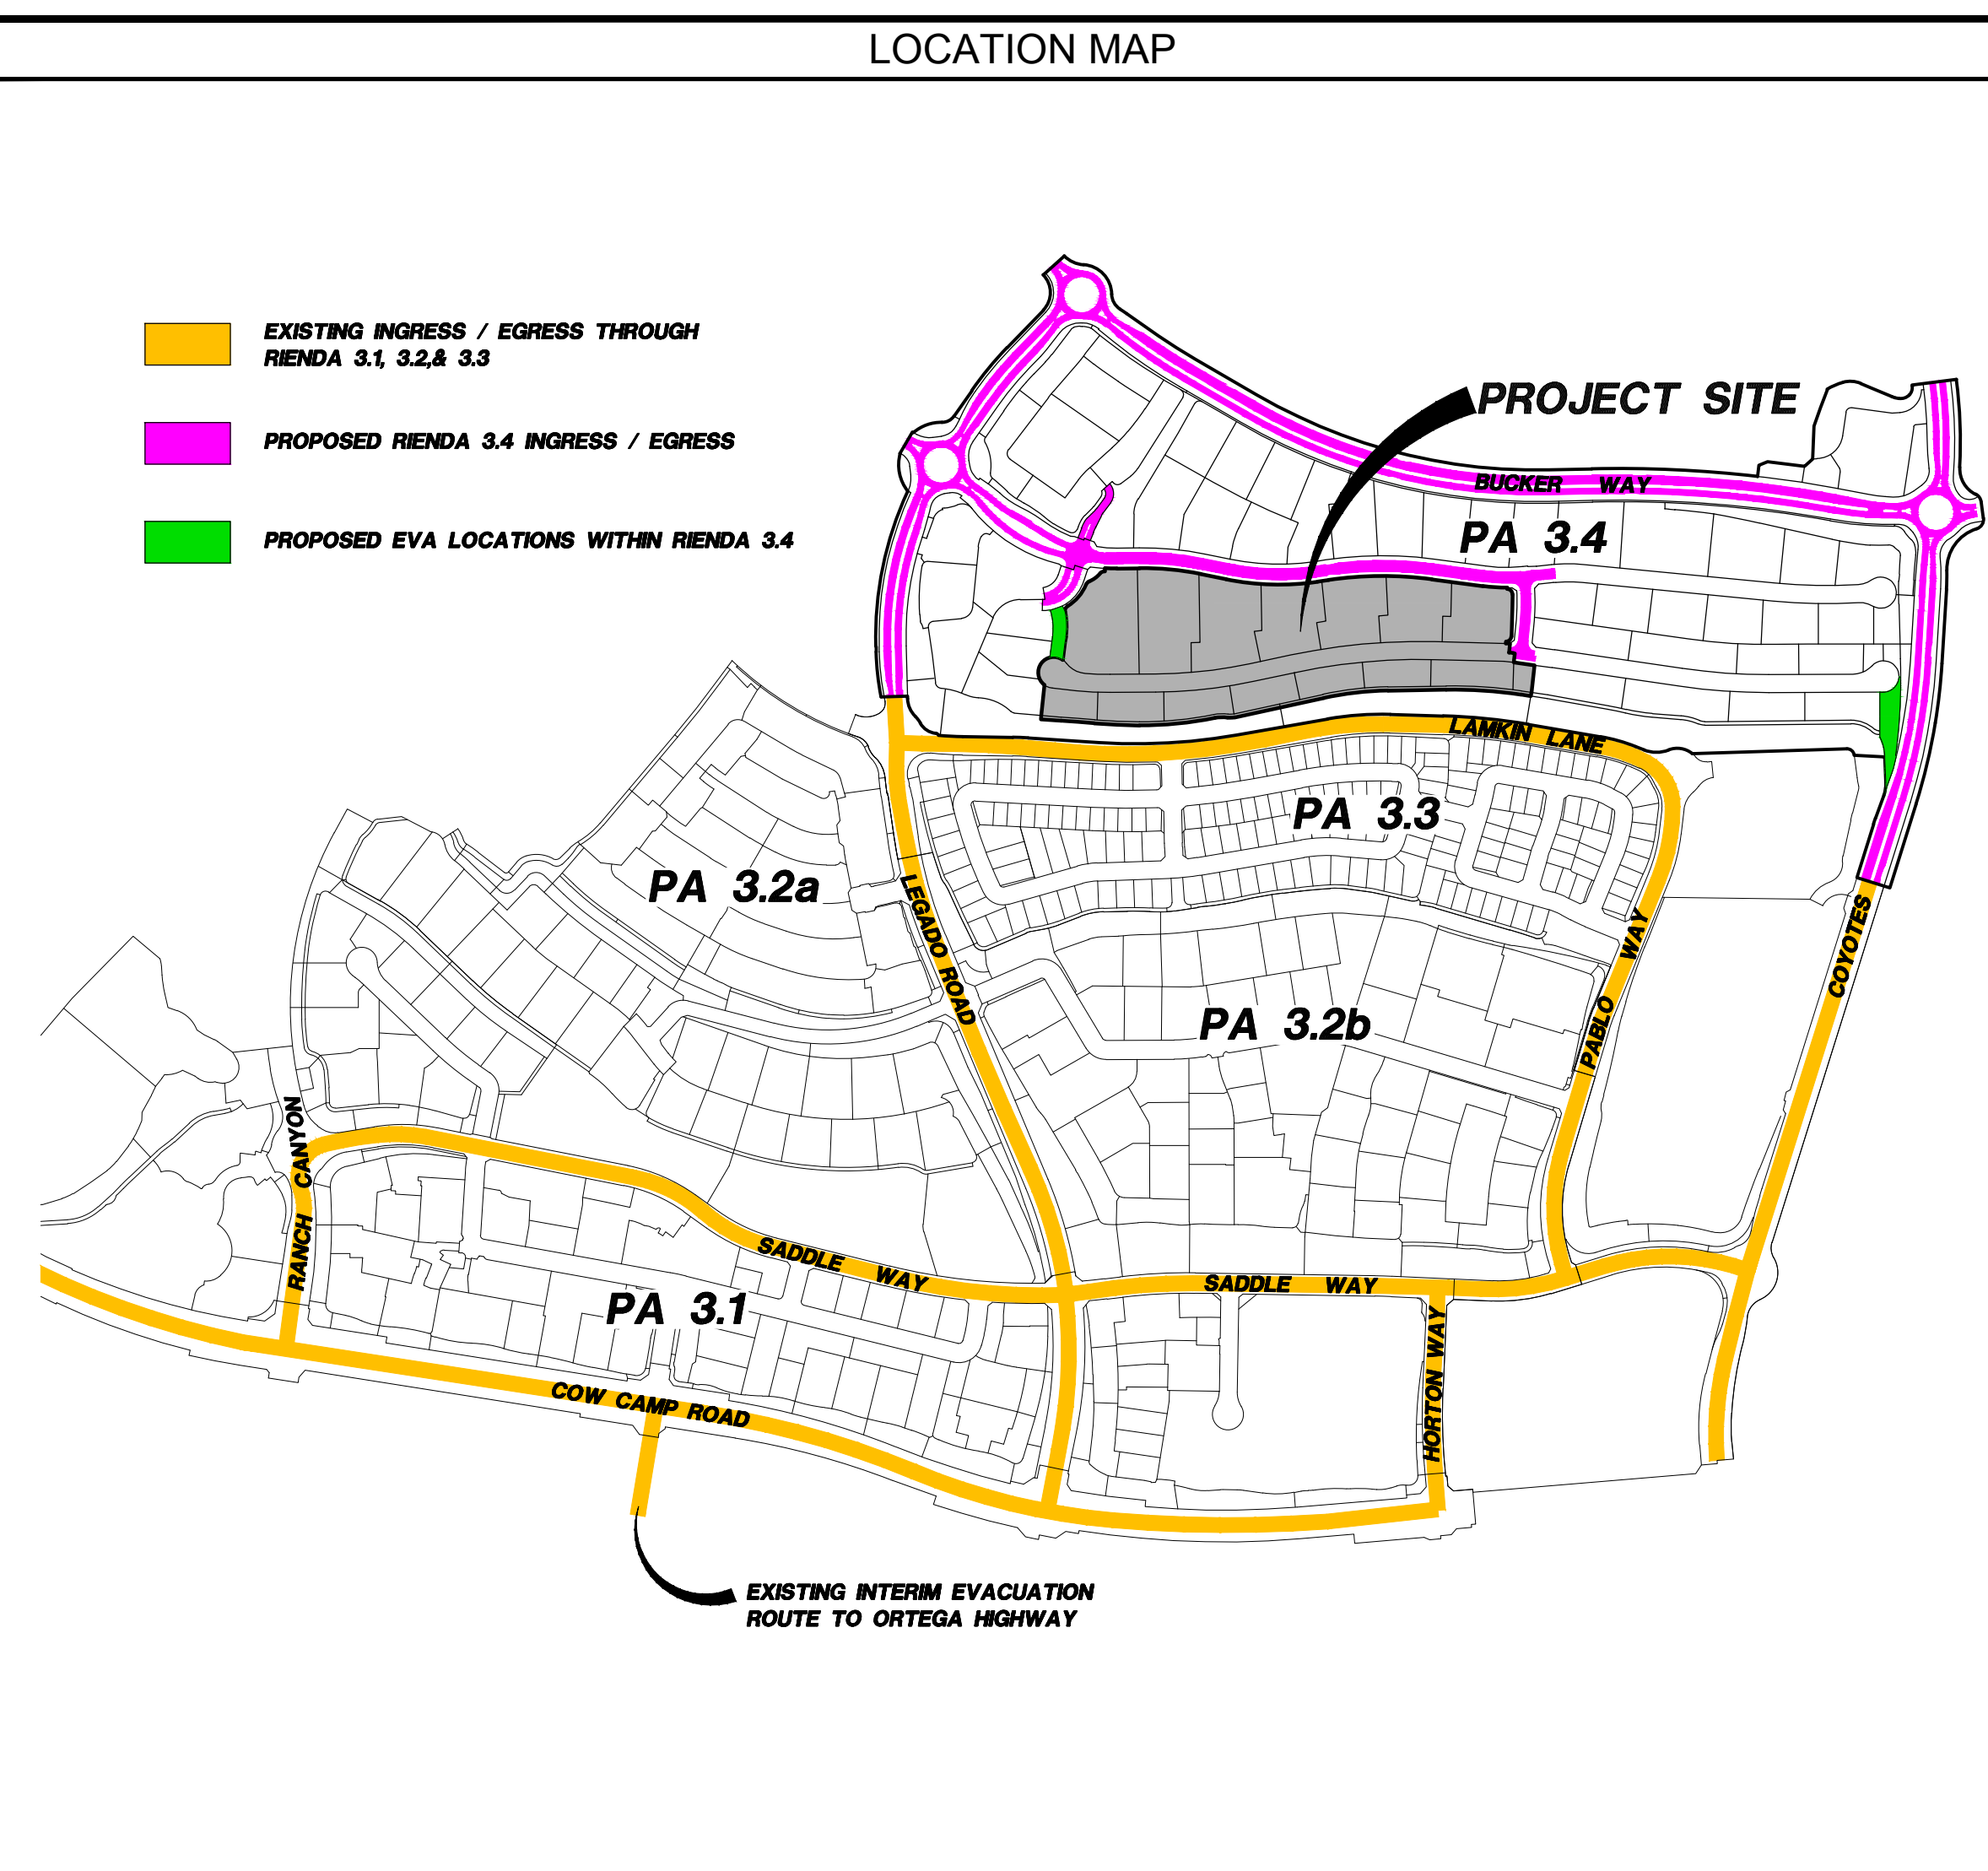 LOCATION MAP
EXISTING INGRESS / EGRESS THROUGH
RIENDA 3.1, 3.2,& 3.3
PROPOSED RIENDA 3.4 INGRESS / EGRESS
PROPOSED EVA LOCATIONS WITHIN RIENDA 3.4
PROJECT SITE
BUCKER WAY
PA 3.4
LAMKIN LANE
PA 3.3
PA 3.2a
LEGADO ROAD
PABLO WAY
COYOTES
PA 3.2b
RANCH CANYON
SADDLE WAY
SADDLE WAY
PA 3.1
HORTON WAY
COW CAMP ROAD
EXISTING INTERIM EVACUATION
ROUTE TO ORTEGA HIGHWAY